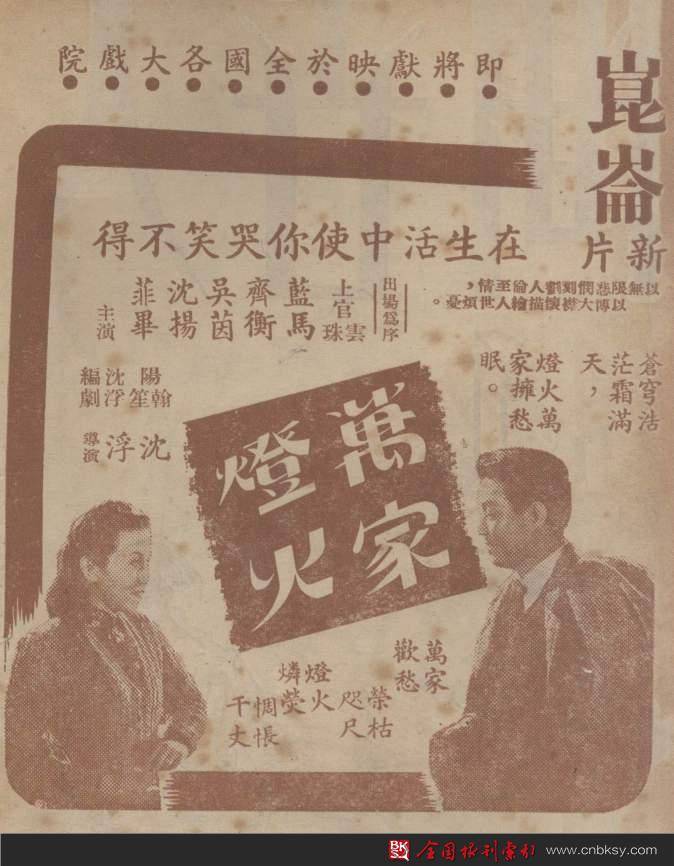 崑崙
新片
即將獻映於全國各大戲院
在生活中使你哭笑不得
以無限悲憫刻劃人倫至情，
以博大襟懷描繪人世煩憂。
蒼穹浩
茫霜滿
天，
燈火萬
家擁愁
眠。
出場爲序
上官雲珠
藍馬
齊衡
吳茵
沈揚
菲畢
主演
陽翰笙
沈浮
編劇
沈浮
導演
萬家
燈火
萬家
歡愁
榮枯
咫尺
燈火
燐熒
惆悵
千丈
BKSY 全国报刊索引 www.cnbksy.com